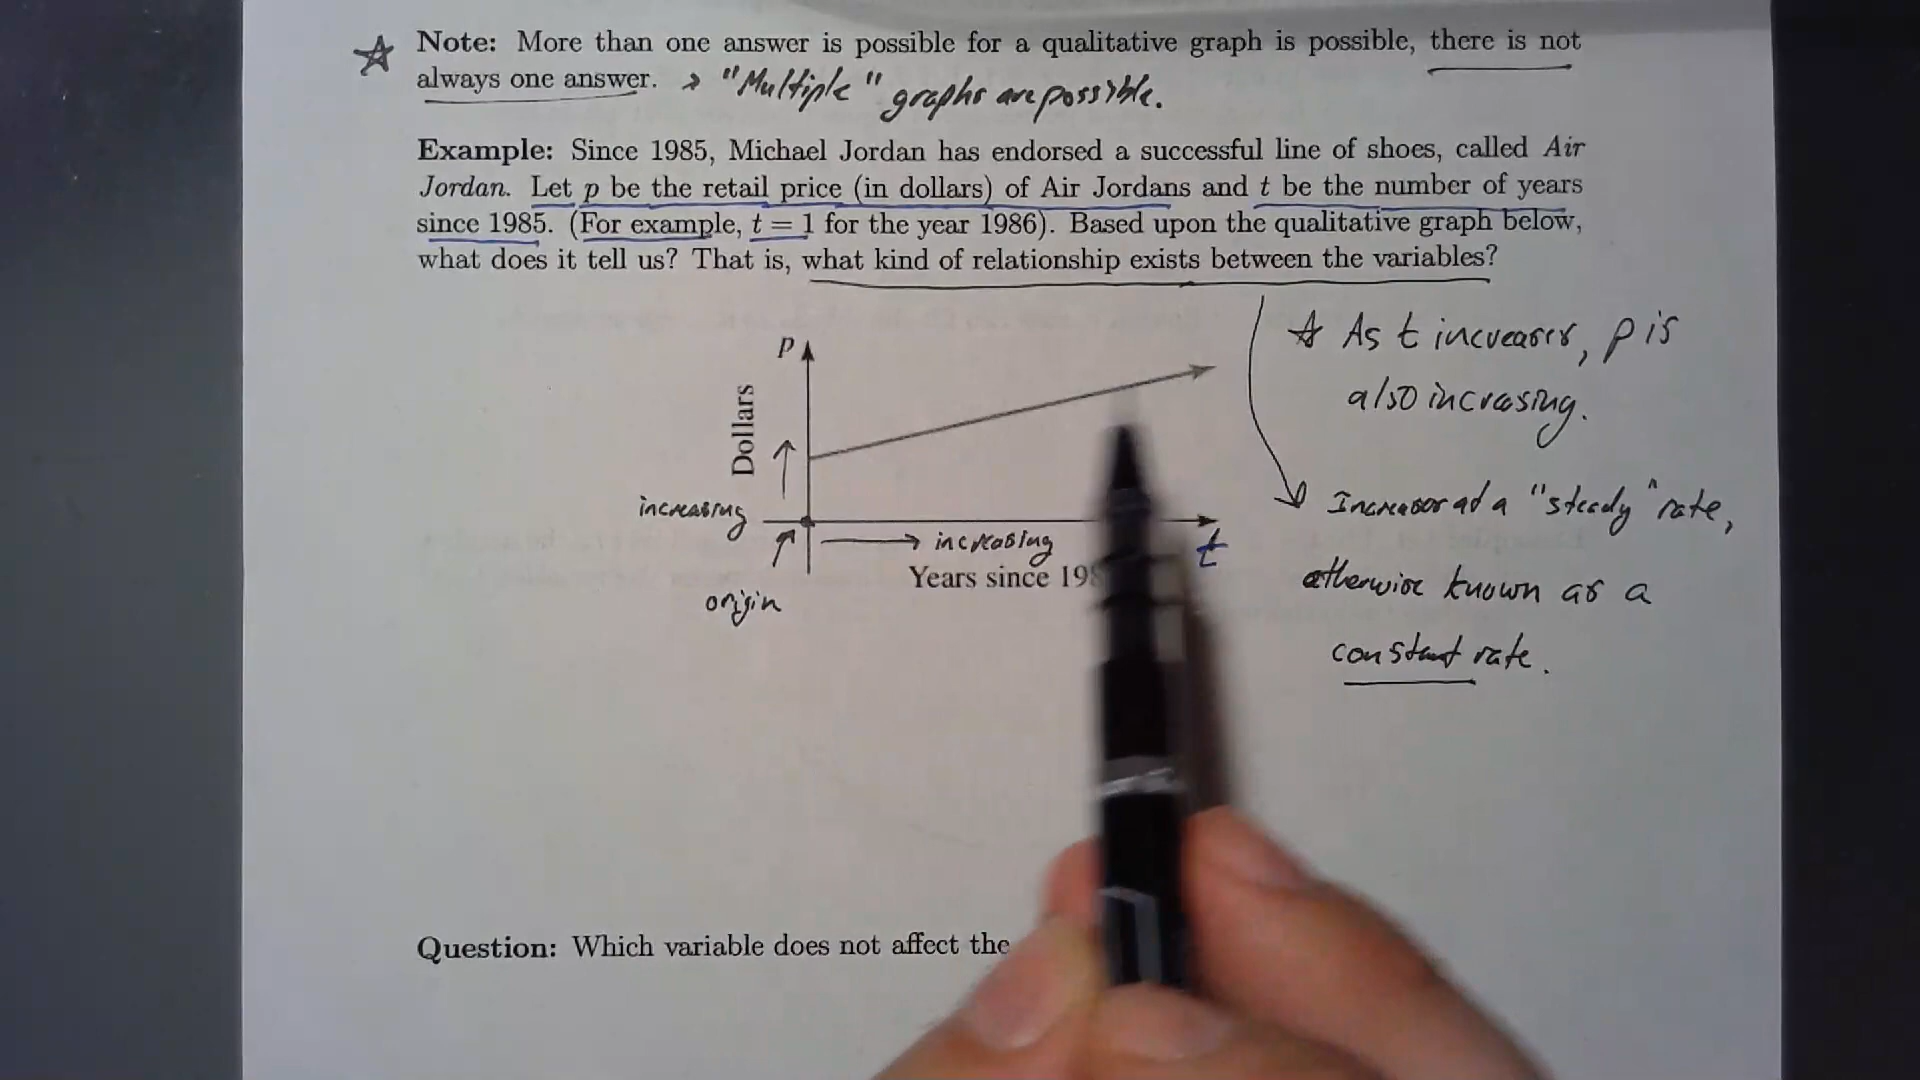 Note: More than one answer is possible for a qualitative graph is possible, there is not
always one answer. → "Multiple" graphs are possible.
Example: Since 1985, Michael Jordan has endorsed a successful line of shoes, called Air
Jordan. Let p be the retail price (in dollars) of Air Jordans and t be the number of years
since 1985. (For example, t = 1 for the year 1986). Based upon the qualitative graph below,
what does it tell us? That is, what kind of relationship exists between the variables?
As t increases, p is
also increasing.
p
Dollars
increasing
Increases at a "steady" rate,
increasing
t
Years since 19
otherwise known as a
origin
constant rate.
Question: Which variable does not affect the